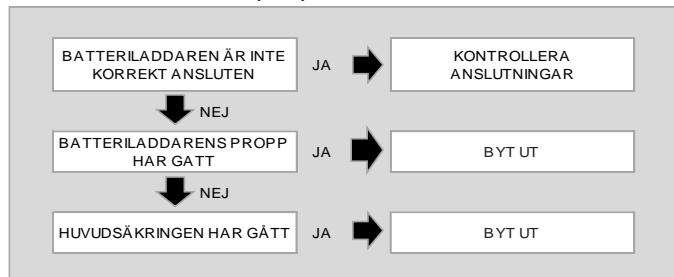 BATTERILADDAREN ÄR INTE
KORREKT ANSLUTEN
JA
KONTROLLERA
ANSLUTNINGAR
NEJ
BATTERILADDARENS PROPP
HAR GATT
JA
BYT UT
NEJ
HUVUDSÄKRINGEN HAR GÅTT
JA
BYT UT